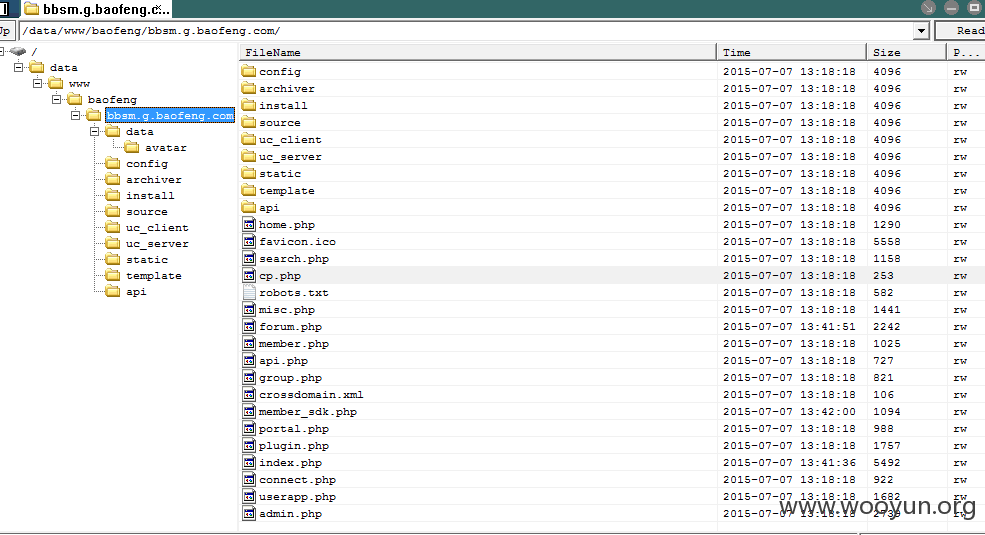 bbsm.g.baofeng.c...
Up /data/www/baofeng/bbsm.g.baofeng.com/ Read
/
data
www
baofeng
bbsm.g.baofeng.com
data
avatar
config
archiver
install
source
uc_client
uc_server
static
template
api
FileName Time Size P...
config 2015-07-07 13:18:18 4096 rw
archiver 2015-07-07 13:18:18 4096 rw
install 2015-07-07 13:18:18 4096 rw
source 2015-07-07 13:18:18 4096 rw
uc_client 2015-07-07 13:18:18 4096 rw
uc_server 2015-07-07 13:18:18 4096 rw
static 2015-07-07 13:18:18 4096 rw
template 2015-07-07 13:18:18 4096 rw
api 2015-07-07 13:18:18 4096 rw
home.php 2015-07-07 13:18:18 1290 rw
favicon.ico 2015-07-07 13:18:18 5558 rw
search.php 2015-07-07 13:18:18 1158 rw
cp.php 2015-07-07 13:18:18 253 rw
robots.txt 2015-07-07 13:18:18 582 rw
misc.php 2015-07-07 13:18:18 1441 rw
forum.php 2015-07-07 13:41:51 2242 rw
member.php 2015-07-07 13:18:18 1025 rw
api.php 2015-07-07 13:18:18 727 rw
group.php 2015-07-07 13:18:18 821 rw
crossdomain.xml 2015-07-07 13:18:18 106 rw
member_sdk.php 2015-07-07 13:42:00 1094 rw
portal.php 2015-07-07 13:18:18 988 rw
plugin.php 2015-07-07 13:18:18 1757 rw
index.php 2015-07-07 13:41:36 5492 rw
connect.php 2015-07-07 13:18:18 922 rw
userapp.php 2015-07-07 13:18:18 1682 rw
admin.php 2015-07-07 13:18:18 2739 rw
www.wooyun.org